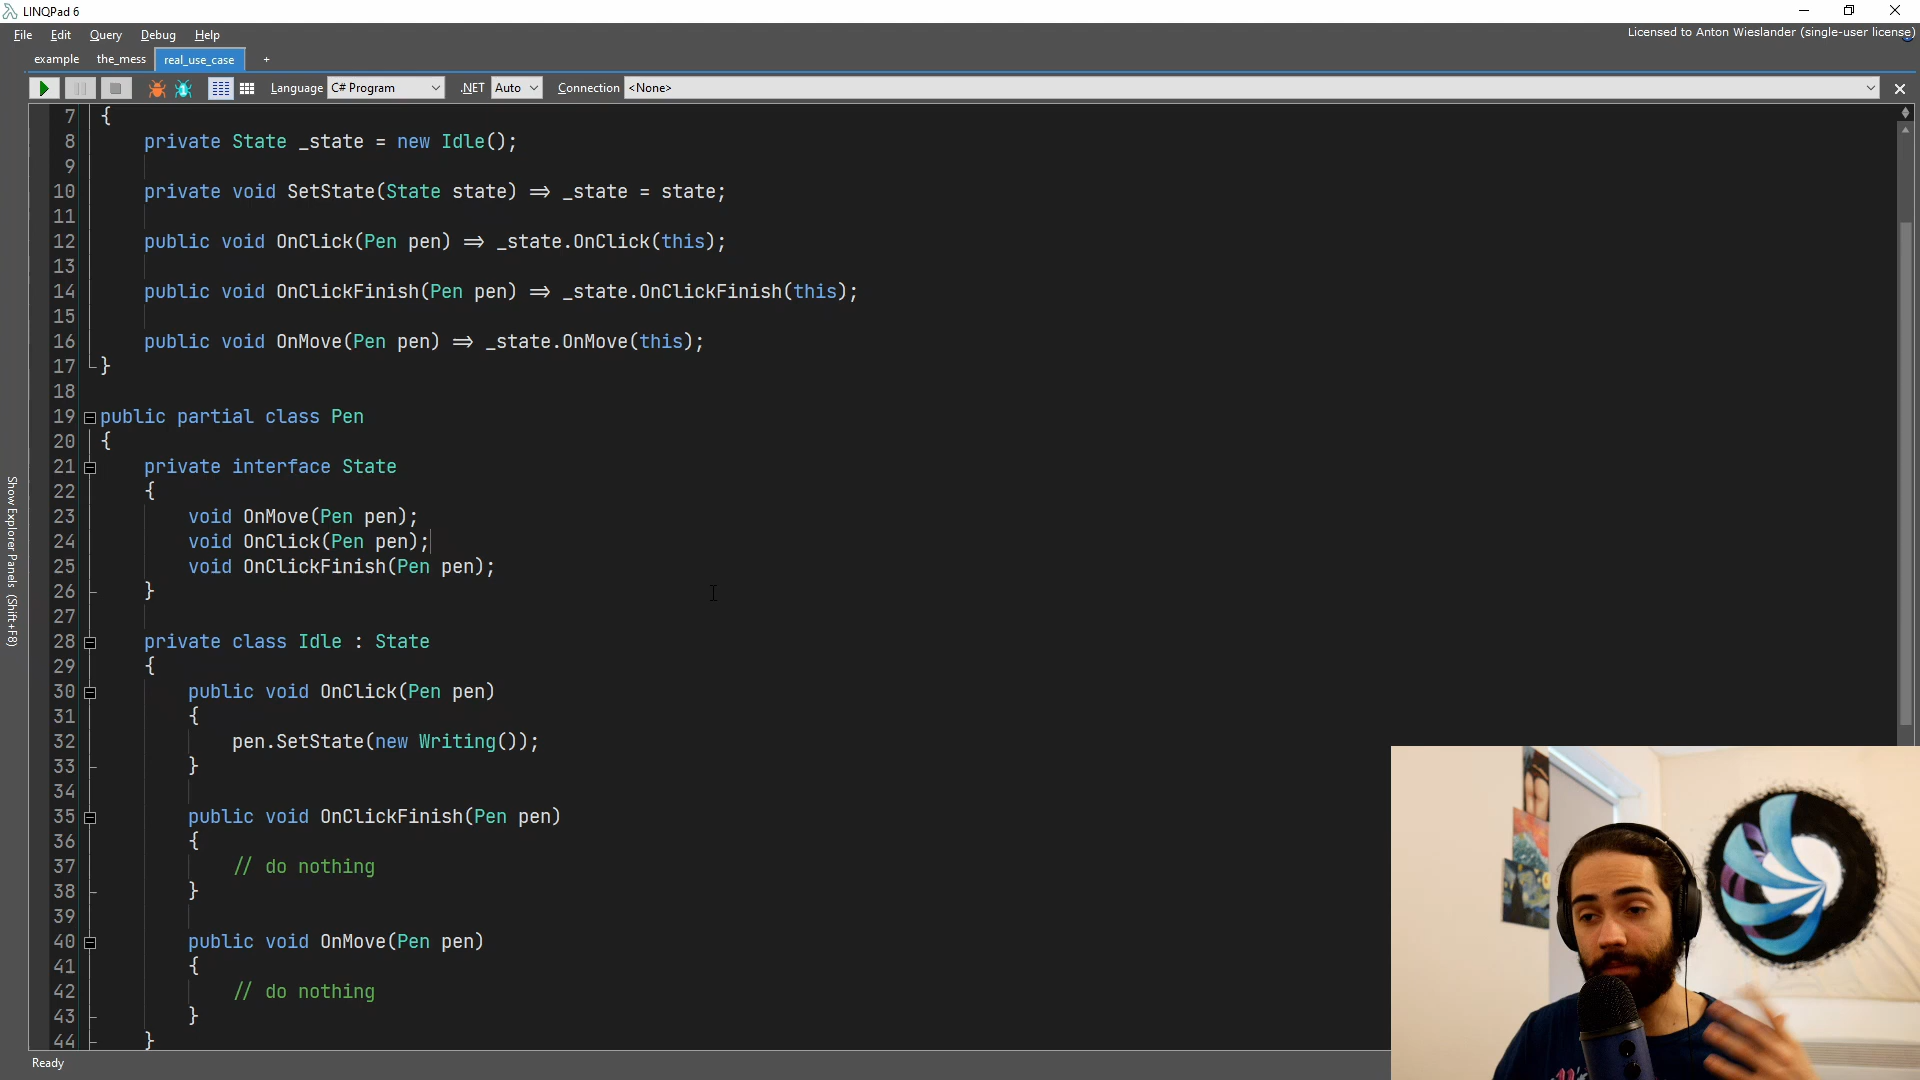 LINQPad 6
File Edit Query Debug Help
Licensed to Anton Wieslander (single-user license)
example the_mess real_use_case +
Language C# Program .NET Auto Connection <None>
Show Explorer Panels (Shift+F8)
7 {
8 private State _state = new Idle();
9
10 private void SetState(State state) => _state = state;
11
12 public void OnClick(Pen pen) => _state.OnClick(this);
13
14 public void OnClickFinish(Pen pen) => _state.OnClickFinish(this);
15
16 public void OnMove(Pen pen) => _state.OnMove(this);
17 }
18
19 public partial class Pen
20 {
21 private interface State
22 {
23 void OnMove(Pen pen);
24 void OnClick(Pen pen);
25 void OnClickFinish(Pen pen);
26 }
27
28 private class Idle : State
29 {
30 public void OnClick(Pen pen)
31 {
32 pen.SetState(new Writing());
33 }
34
35 public void OnClickFinish(Pen pen)
36 {
37 // do nothing
38 }
39
40 public void OnMove(Pen pen)
41 {
42 // do nothing
43 }
44 }
Ready